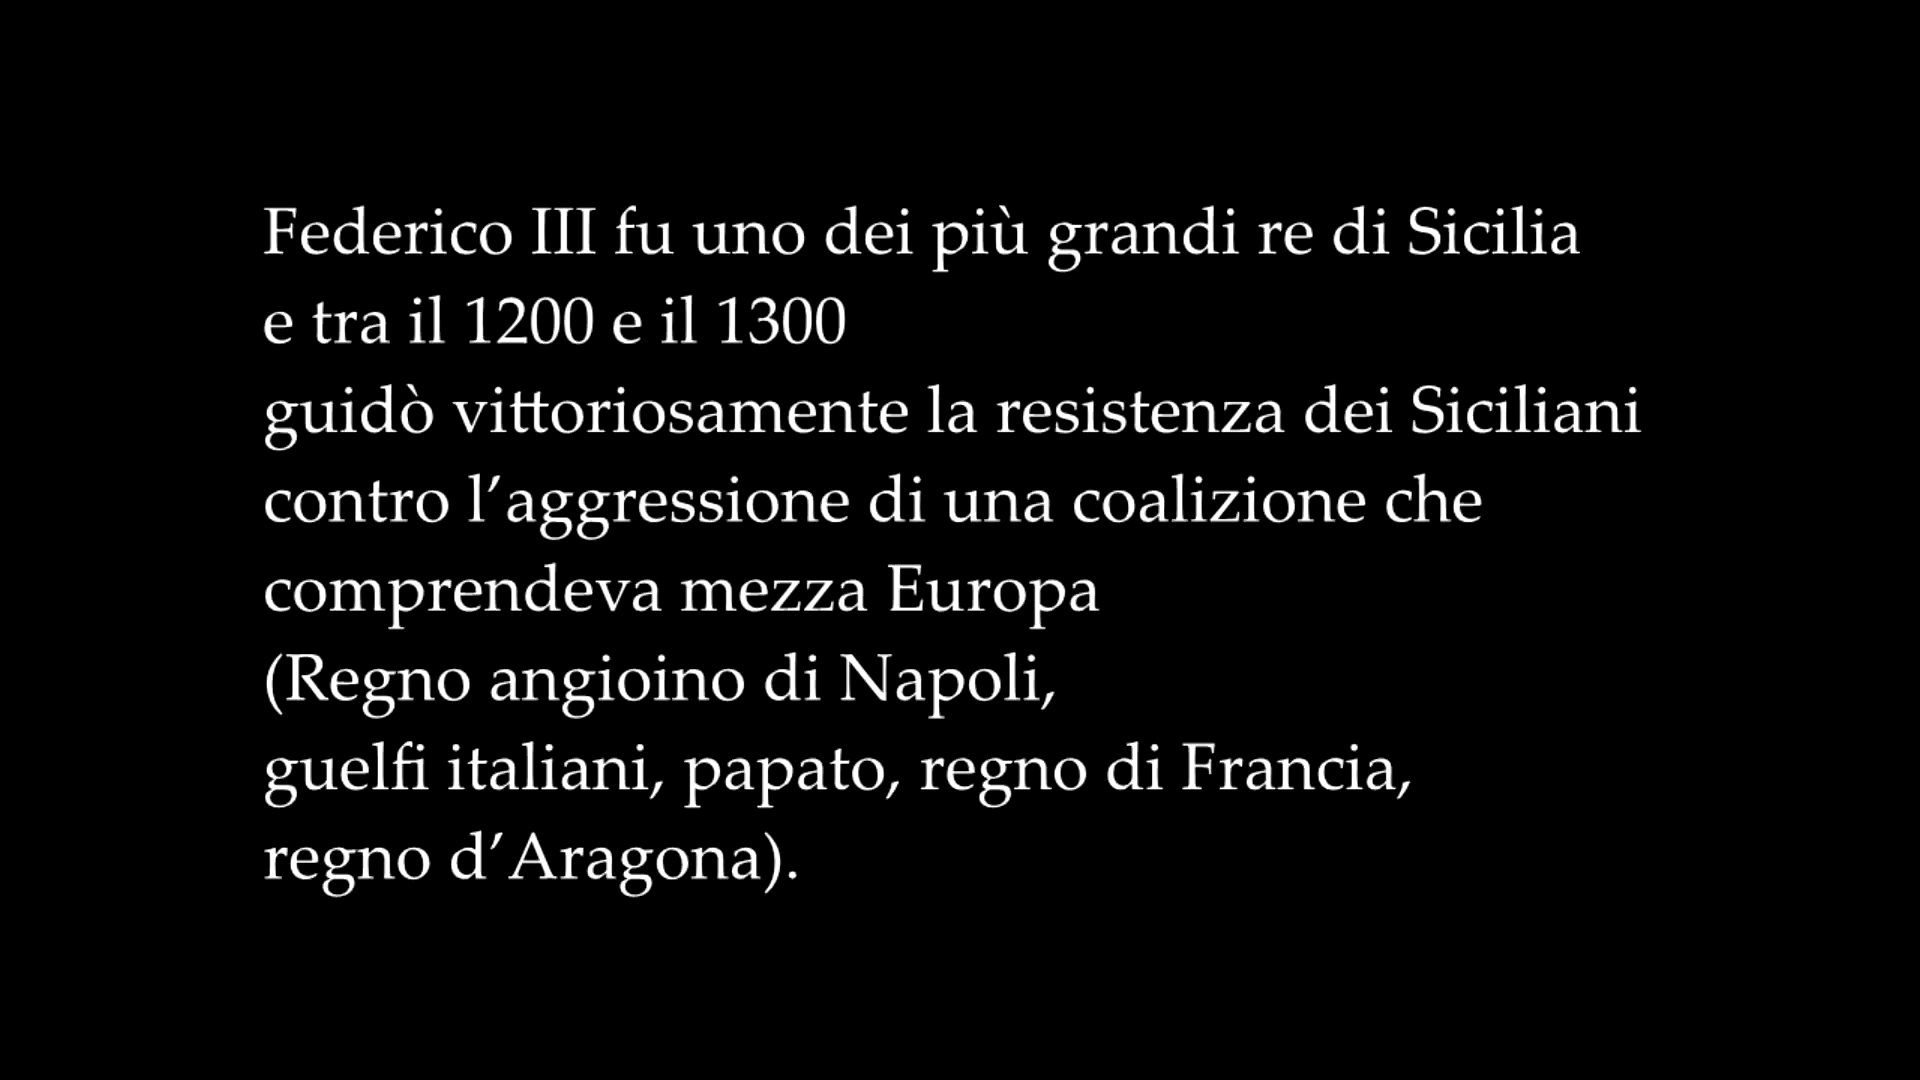 Federico III fu uno dei più grandi re di Sicilia
e tra il 1200 e il 1300
guidò vittoriosamente la resistenza dei Siciliani
contro l’aggressione di una coalizione che
comprendeva mezza Europa
(Regno angioino di Napoli,
guelfi italiani, papato, regno di Francia,
regno d’Aragona).